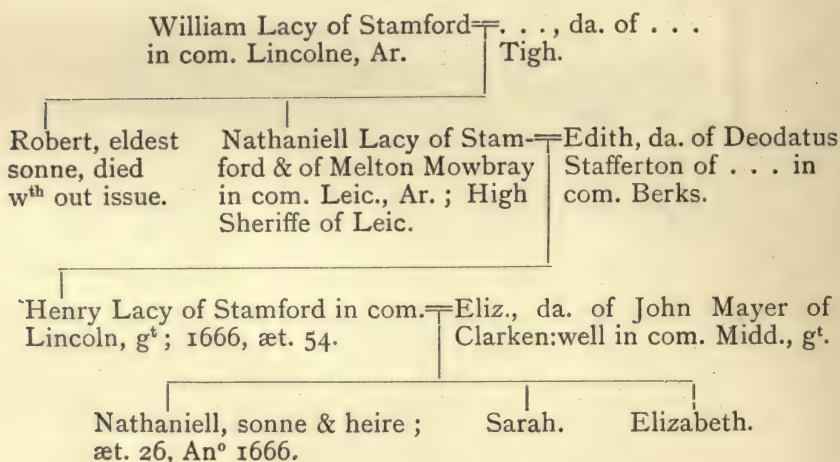 William Lacy of Stamford=. . ., da. of . . .
in com. Lincolne, Ar. Tigh.
Robert, eldest
sonne, died
wth out issue.
Nathaniell Lacy of Stam-
ford & of Melton Mowbray
in com. Leic., Ar. ; High
Sheriffe of Leic.
=Edith, da. of Deodatus
Stafferton of . . . in
com. Berks.
Henry Lacy of Stamford in com.
Lincoln, gt ; 1666, æt. 54.
=Eliz., da. of John Mayer of
Clarken:well in com. Midd., gt.
Nathaniell, sonne & heire ;
æt. 26, Ano 1666.
Sarah.
Elizabeth.